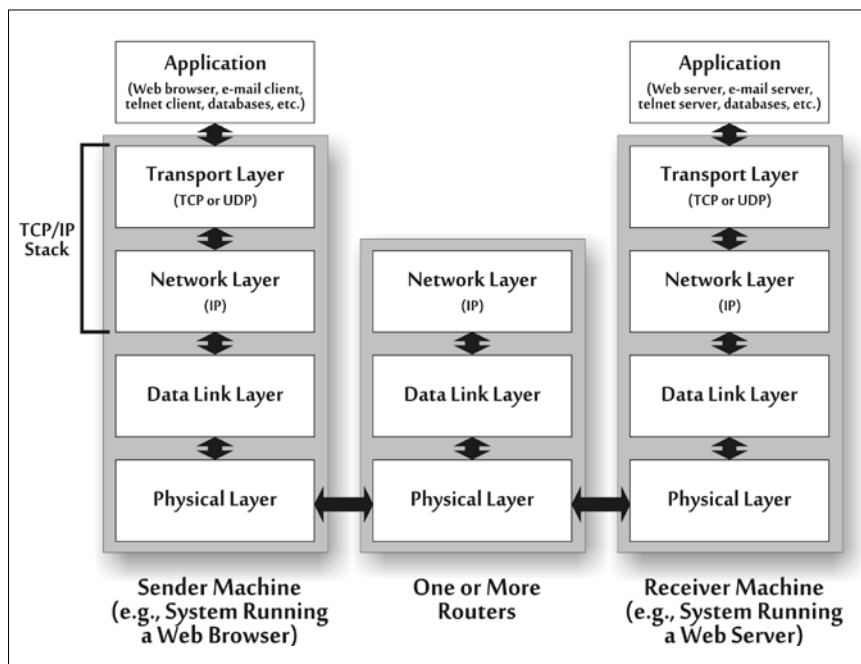 Application
(Web browser, e-mail client,
telnet client, databases, etc.)
Transport Layer
(TCP or UDP)
TCP/IP
Stack
Network Layer
(IP)
Data Link Layer
Physical Layer
Sender Machine
(e.g., System Running
a Web Browser)
Network Layer
(IP)
Data Link Layer
Physical Layer
One or More
Routers
Application
(Web server, e-mail server,
telnet server, databases, etc.)
Transport Layer
(TCP or UDP)
Network Layer
(IP)
Data Link Layer
Physical Layer
Receiver Machine
(e.g., System Running
a Web Server)